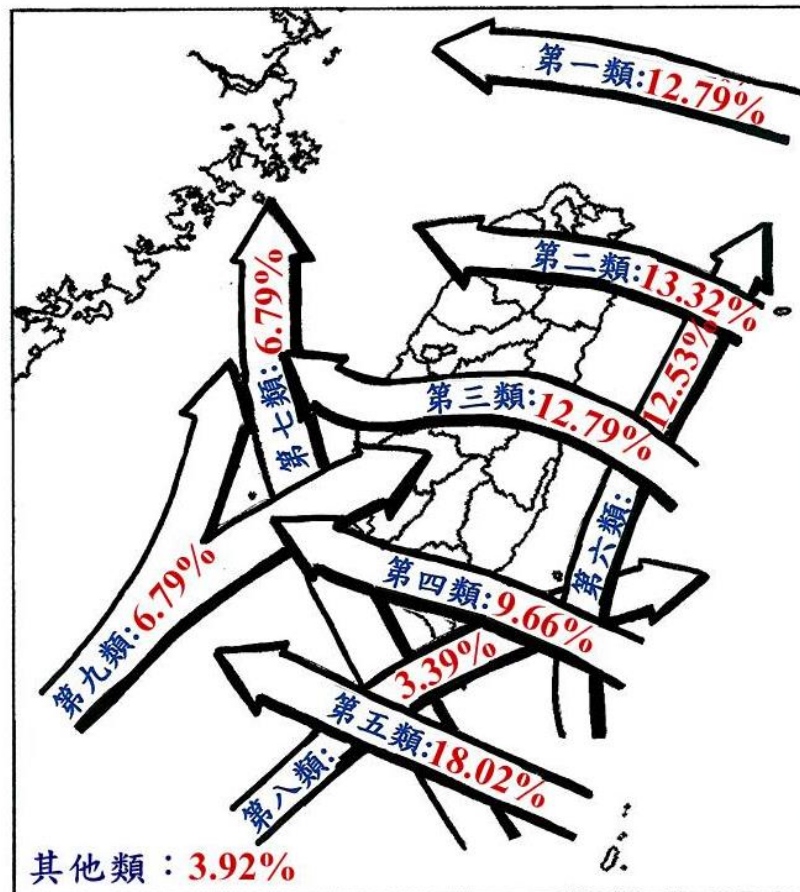 第一類:12.79%
第二類:13.32%
第三類:12.79%
第四類:9.66%
第五類:18.02%
第六類:12.53%
第七類:6.79%
第八類:3.39%
第九類:6.79%
其他類：3.92%